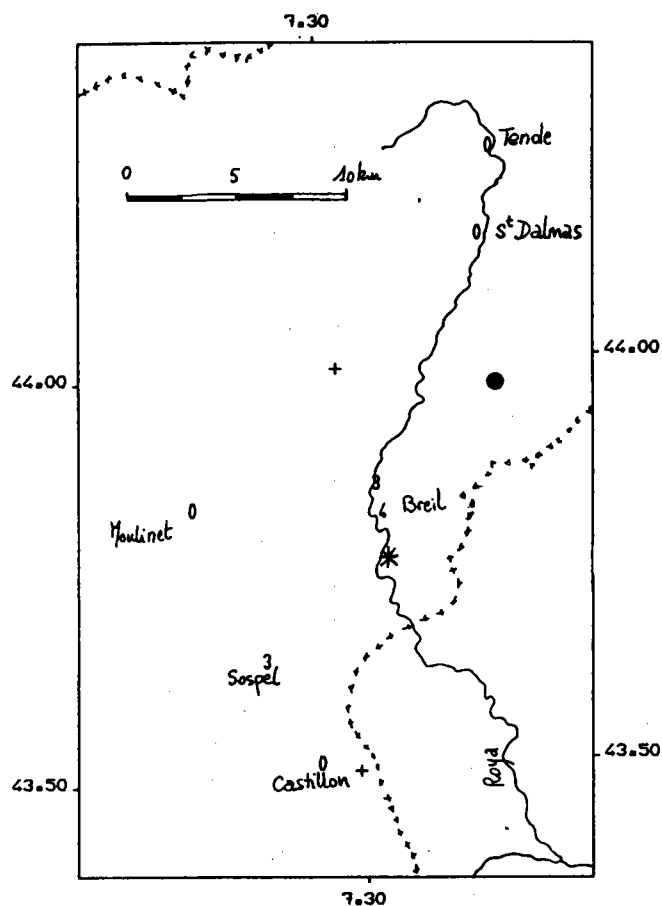 7.30
0 Tende
0 5 10km
0 St Dalmas
44.00
44.00
3
4 Breil
0
Moulinet
3
Sospel
0
Castillon
Roya
43.50
43.50
7.30